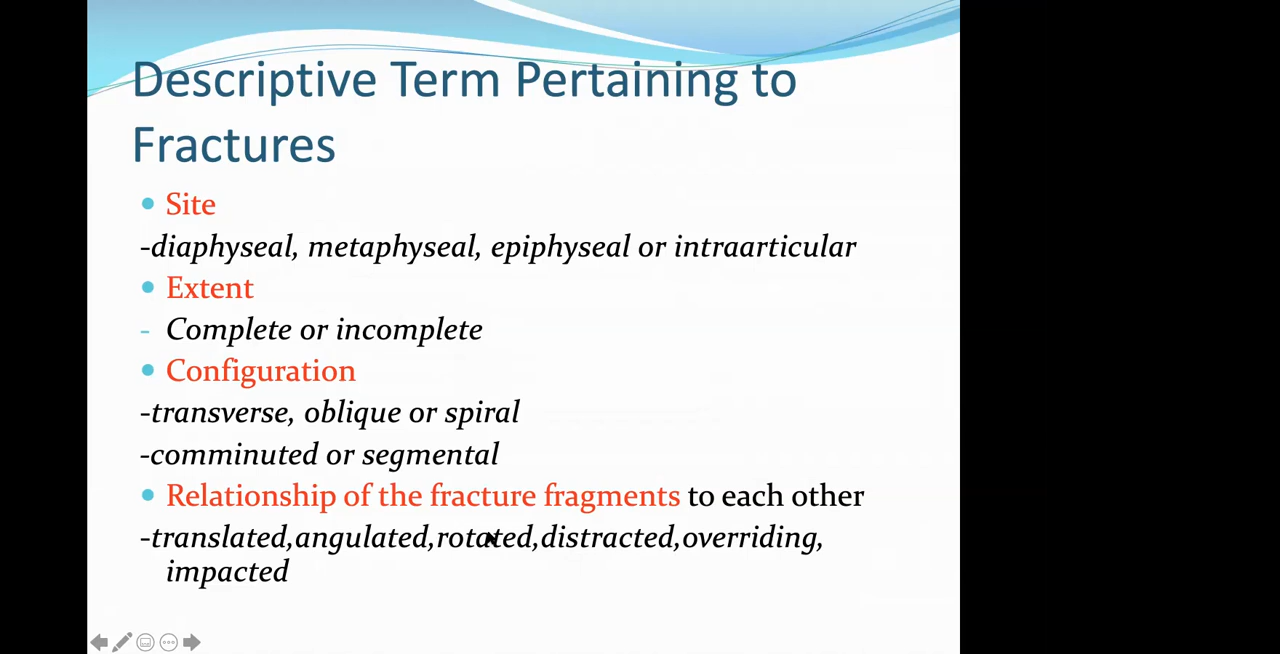 Descriptive Term Pertaining to
Fractures
• Site
-diaphyseal, metaphyseal, epiphyseal or intraarticular
• Extent
- Complete or incomplete
• Configuration
-transverse, oblique or spiral
-comminuted or segmental
• Relationship of the fracture fragments to each other
-translated,angulated,rotated,distracted,overriding,
impacted